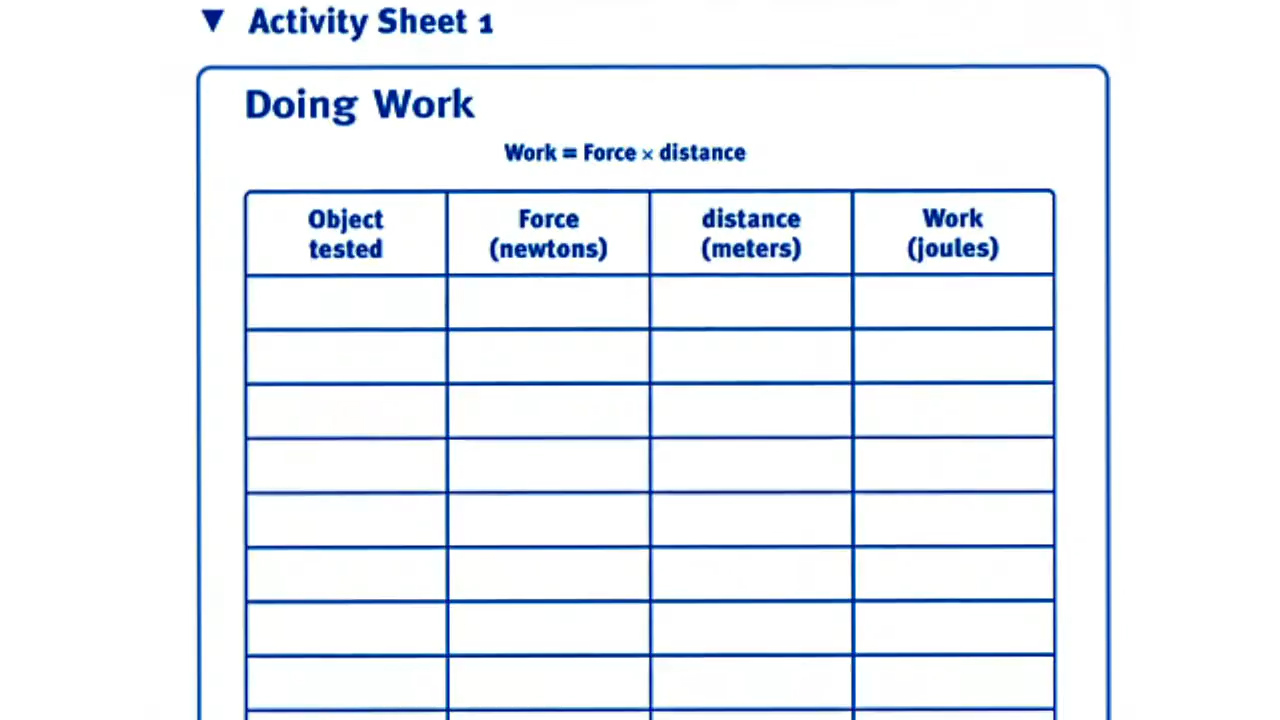 ▼ Activity Sheet 1
Doing Work
Work = Force × distance
Object tested
Force (newtons)
distance (meters)
Work (joules)